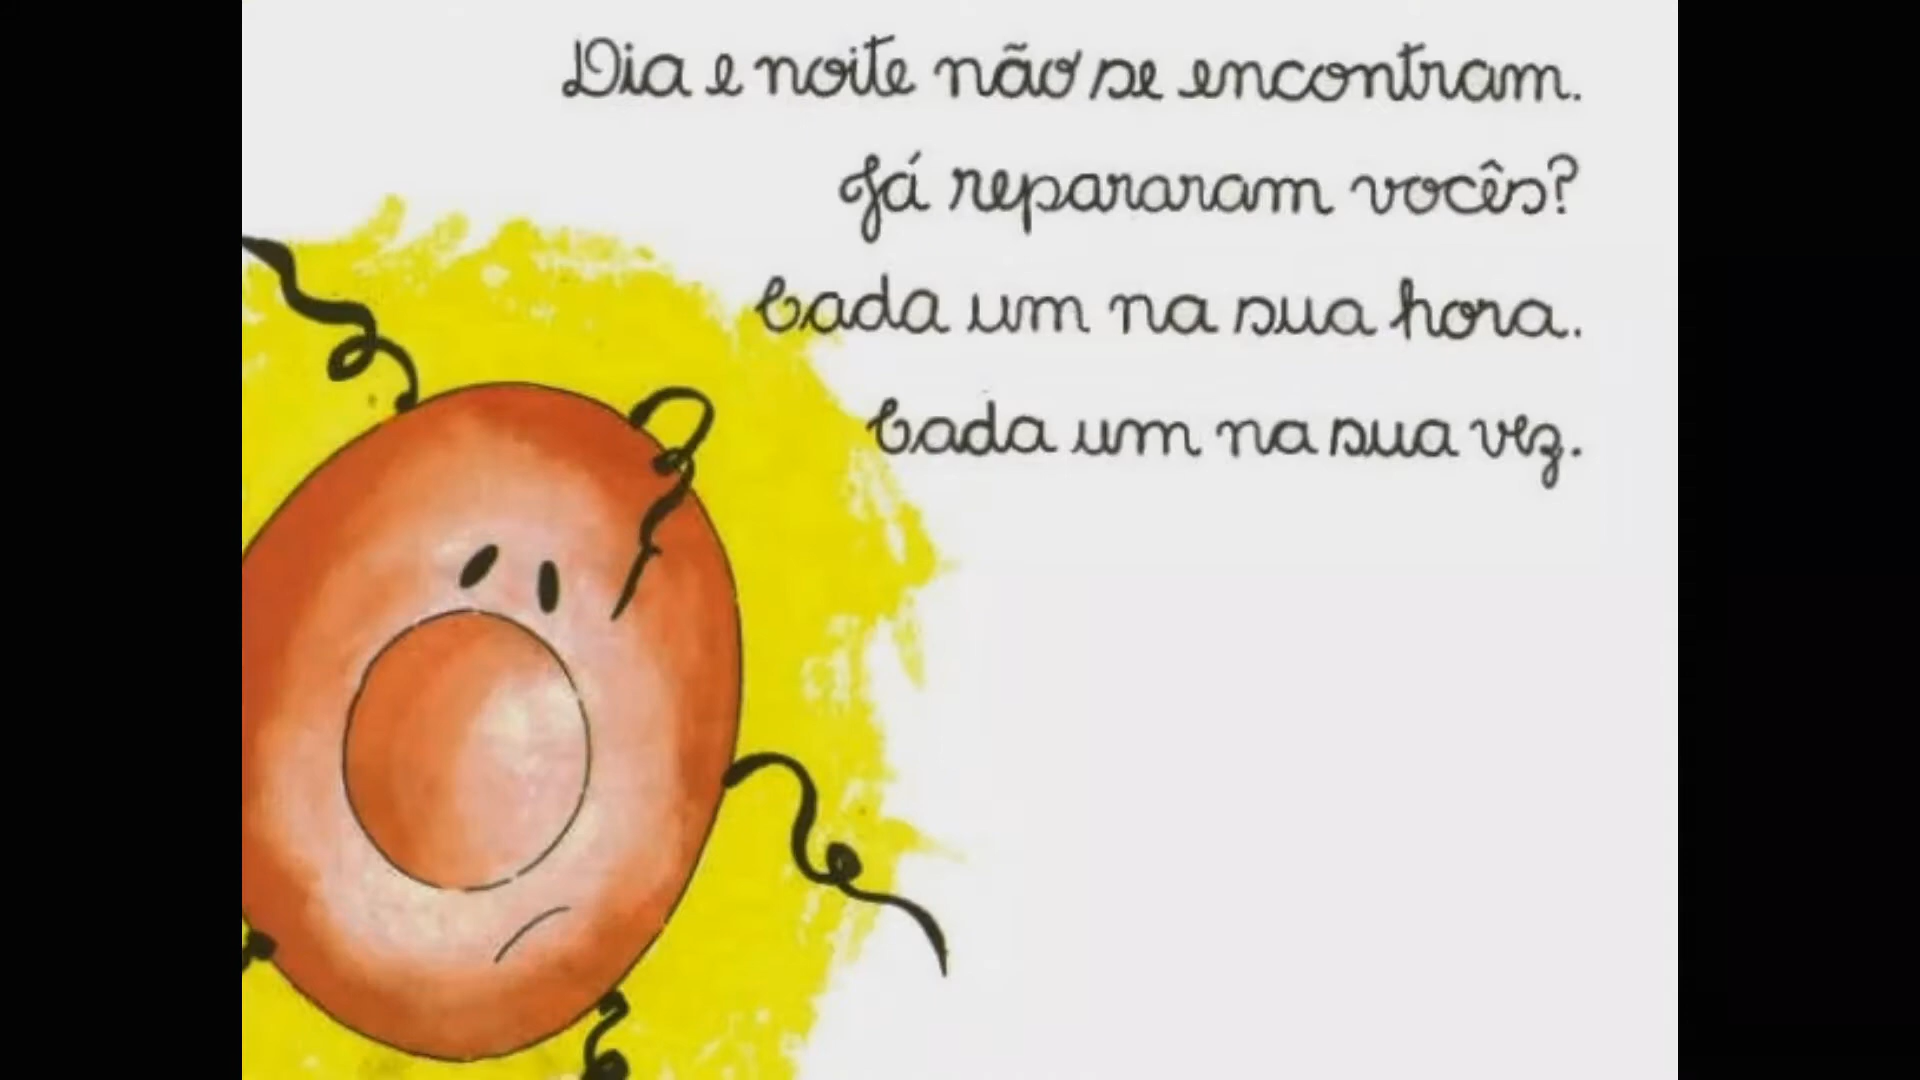 Dia e noite não se encontram.
Já repararam vocês?
Cada um na sua hora.
Cada um na sua vez.